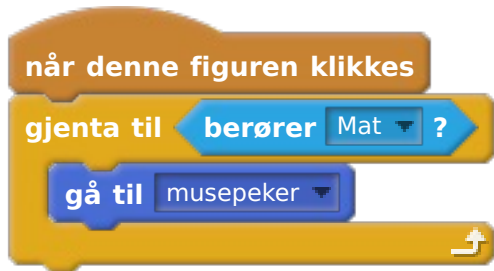 når denne figuren klikkes
gjenta til berører Mat ?
gå til musepeker